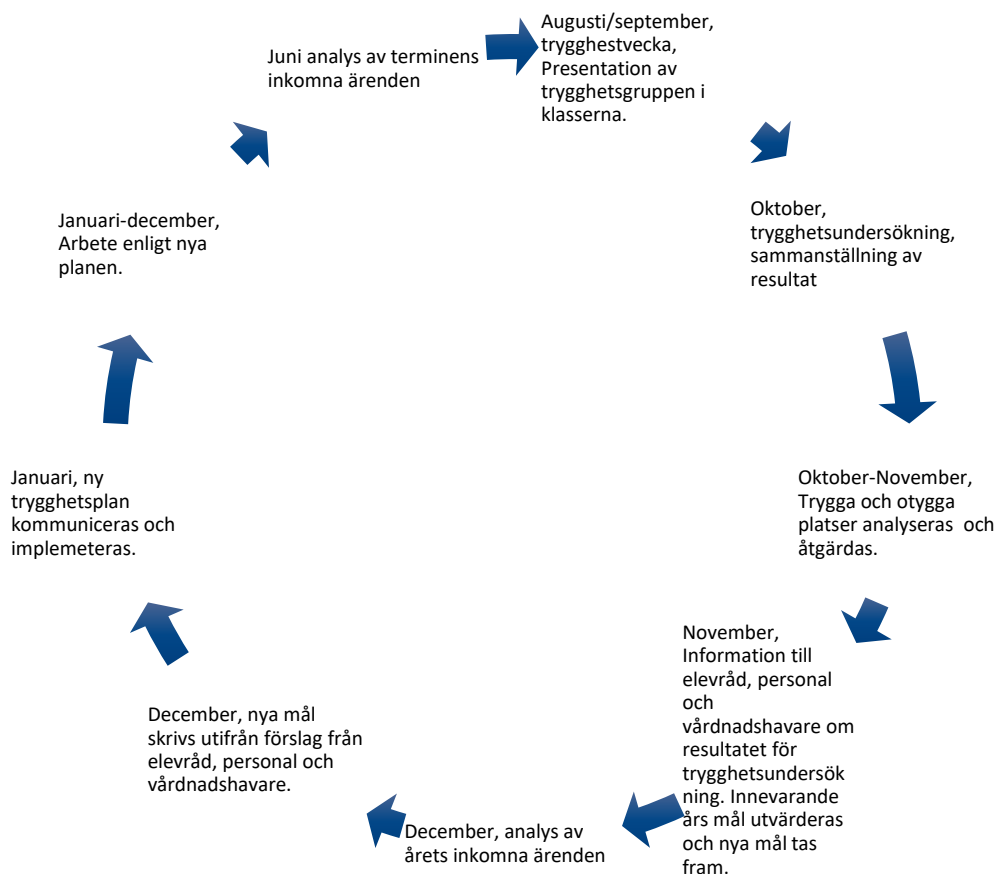 Augusti/september,
trygghestvecka,
Presentation av
trygghetsgruppen i
klasserna.
Oktober,
trygghetsundersökning,
sammanställning av
resultat
Oktober-November,
Trygga och otygga
platser analyseras och
åtgärdas.
November,
Information till
elevråd, personal
och
vårdnadshavare om
resultatet för
trygghetsundersök
ning. Innevarande
års mål utvärderas
och nya mål tas
fram.
December, analys av
årets inkomna ärenden
December, nya mål
skrivs utifrån förslag från
elevråd, personal och
vårdnadshavare.
Januari, ny
trygghetsplan
kommuniceras och
implemeteras.
Januari-december,
Arbete enligt nya
planen.
Juni analys av terminens
inkomna ärenden